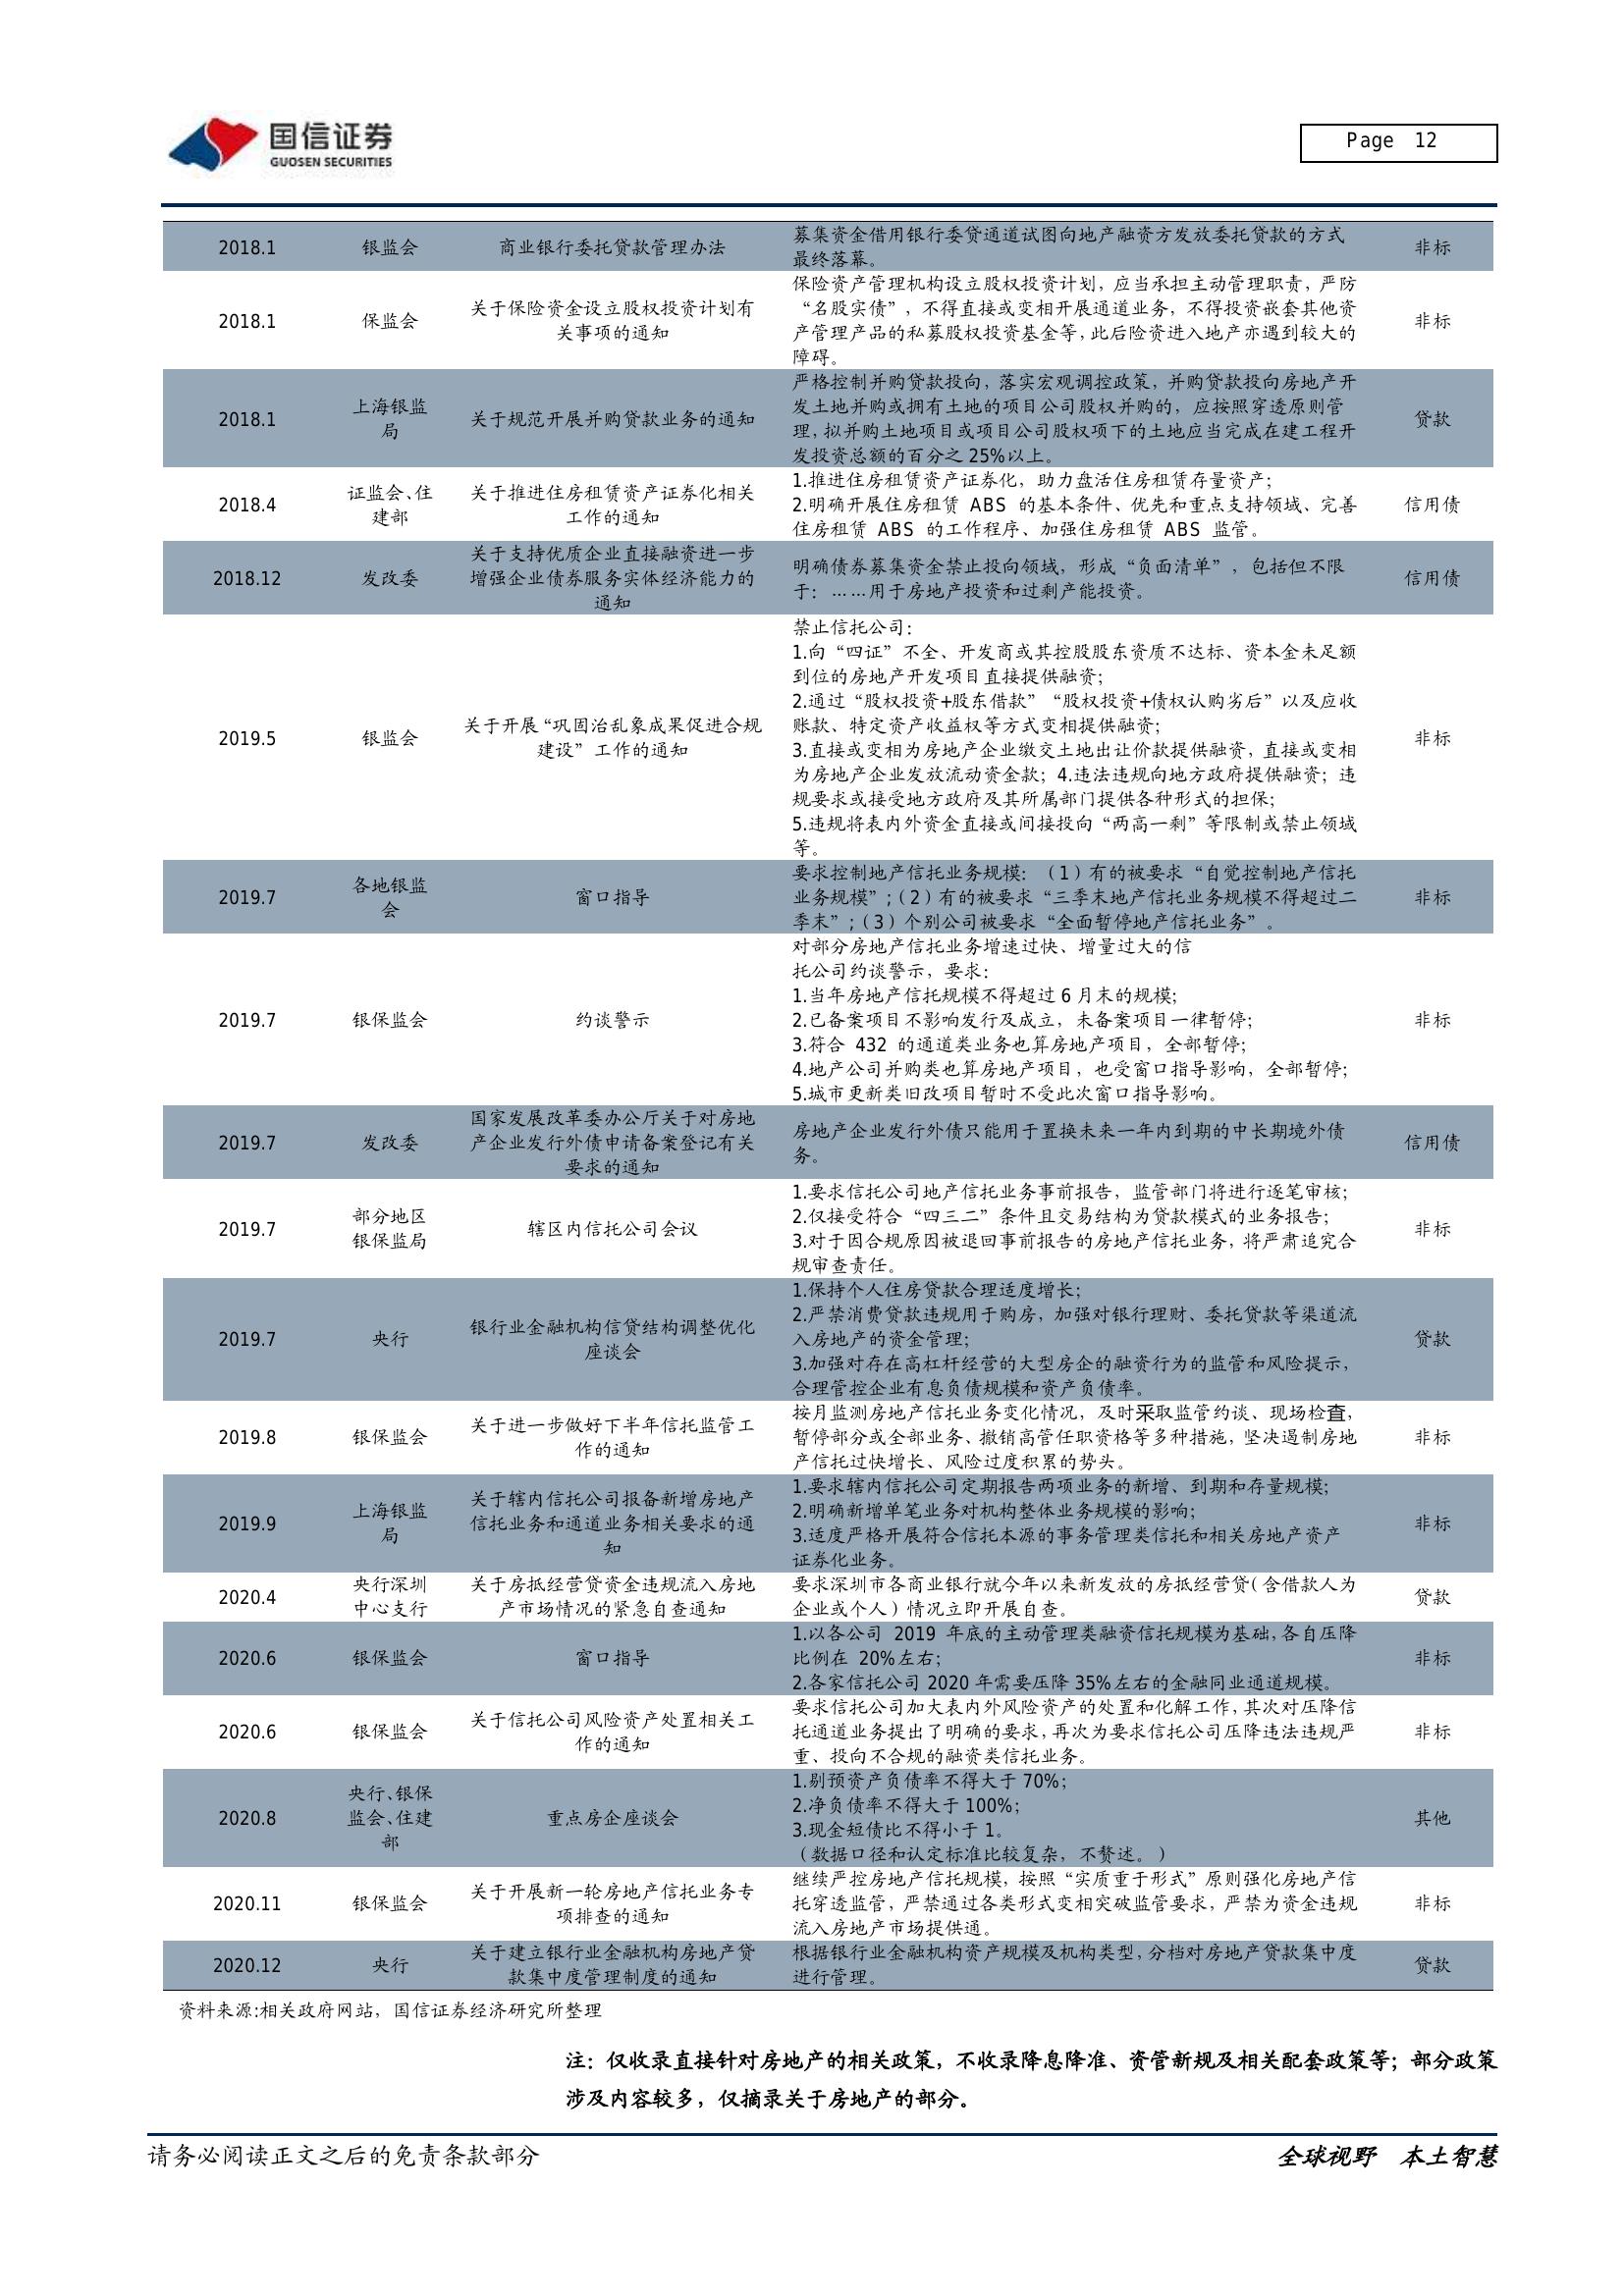 国信证券
GUOSEN SECURITIES
Page 12
2018.1 银监会 商业银行委托贷款管理办法 募集资金借用银行委贷通道试图向地产融资方发放委托贷款的方式 非标
最终落幕。
2018.1 保监会 关于保险资金设立股权投资计划有
关事项的通知
保险资产管理机构设立股权投资计划，应当承担主动管理职责，严防
“名股实债”，不得直接或变相开展通道业务，不得投资嵌套其他资
产管理产品的私募股权投资基金等，此后险资进入地产亦遇到较大的
障碍。
非标
2018.1 上海银监
局
关于规范开展并购贷款业务的通知
严格控制并购贷款投向，落实宏观调控政策，并购贷款投向房地产开
发土地并购或拥有土地的项目公司股权并购的，应按照穿透原则管
理，拟并购土地项目或项目公司股权项下的土地应当完成在建工程开
发投资总额的百分之 25%以上。
贷款
2018.4 证监会、住
建部
关于推进住房租赁资产证券化相关
工作的通知
1.推进住房租赁资产证券化，助力盘活住房租赁存量资产；
2.明确开展住房租赁 ABS 的基本条件、优先和重点支持领域、完善
住房租赁 ABS 的工作程序、加强住房租赁 ABS 监管。
信用债
2018.12 发改委
关于支持优质企业直接融资进一步
增强企业债券服务实体经济能力的
通知
明确债券募集资金禁止投向领域，形成“负面清单”，包括但不限
于：……用于房地产投资和过剩产能投资。
信用债
2019.5 银监会
关于开展“巩固治乱象成果促进合规
建设”工作的通知
禁止信托公司：
1.向“四证”不全、开发商或其控股股东资质不达标、资本金未足额
到位的房地产开发项目直接提供融资；
2.通过“股权投资+股东借款”“股权投资+债权认购劣后”以及应收
账款、特定资产收益权等方式变相提供融资；
3.直接或变相为房地产企业缴交土地出让价款提供融资，直接或变相
为房地产企业发放流动资金款；4.违法违规向地方政府提供融资；违
规要求或接受地方政府及其所属部门提供各种形式的担保；
5.违规将表内外资金直接或间接投向“两高一剩”等限制或禁止领域
等。
非标
2019.7 各地银监
会
窗口指导
要求控制地产信托业务规模：（1）有的被要求“自觉控制地产信托
业务规模”；（2）有的被要求“三季末地产信托业务规模不得超过二
季末”；（3）个别公司被要求“全面暂停地产信托业务”。
非标
2019.7 银保监会 约谈警示
对部分房地产信托业务增速过快、增量过大的信
托公司约谈警示，要求：
1.当年房地产信托规模不得超过 6 月末的规模；
2.已备案项目不影响发行及成立，未备案项目一律暂停；
3.符合 432 的通道类业务也算房地产项目，全部暂停；
4.地产公司并购类也算房地产项目，也受窗口指导影响，全部暂停；
5.城市更新类旧改项目暂时不受此次窗口指导影响。
非标
2019.7 发改委
国家发展改革委办公厅关于对房地
产企业发行外债申请备案登记有关
要求的通知
房地产企业发行外债只能用于置换未来一年内到期的中长期境外债
务。
信用债
2019.7 部分地区
银保监局
辖区内信托公司会议
1.要求信托公司地产信托业务事前报告，监管部门将进行逐笔审核；
2.仅接受符合“四三二”条件且交易结构为贷款模式的业务报告；
3.对于因合规原因被退回事前报告的房地产信托业务，将严肃追究合
规审查责任。
非标
2019.7 央行
银行业金融机构信贷结构调整优化
座谈会
1.保持个人住房贷款合理适度增长；
2.严禁消费贷款违规用于购房，加强对银行理财、委托贷款等渠道流
入房地产的资金管理；
3.加强对存在高杠杆经营的大型房企的融资行为的监管和风险提示，
合理管控企业有息负债规模和资产负债率。
贷款
2019.8 银保监会
关于进一步做好下半年信托监管工
作的通知
按月监测房地产信托业务变化情况，及时采取监管约谈、现场检查，
暂停部分或全部业务、撤销高管任职资格等多种措施，坚决遏制房地
产信托过快增长、风险过度积累的势头。
非标
2019.9 上海银监
局
关于辖内信托公司报备新增房地产
信托业务和通道业务相关要求的通
知
1.要求辖内信托公司定期报告两项业务的新增、到期和存量规模；
2.明确新增单笔业务对机构整体业务规模的影响；
3.适度严格开展符合信托本源的事务管理类信托和相关房地产资产
证券化业务。
非标
2020.4 央行深圳
中心支行
关于房抵经营贷资金违规流入房地
产市场情况的紧急自查通知
要求深圳市各商业银行就今年以来新发放的房抵经营贷（含借款人为
企业或个人）情况立即开展自查。
贷款
2020.6 银保监会 窗口指导
1.以各公司 2019 年底的主动管理类融资信托规模为基础，各自压降
比例在 20%左右；
2.各家信托公司 2020 年需要压降 35%左右的金融同业通道规模。
非标
2020.6 银保监会
关于信托公司风险资产处置相关工
作的通知
要求信托公司加大表内外风险资产的处置和化解工作，其次对压降信
托通道业务提出了明确的要求，再次为要求信托公司压降违法违规严
重、投向不合规的融资类信托业务。
非标
2020.8 央行、银保
监会、住建
部
重点房企座谈会
1.剔预资产负债率不得大于 70%；
2.净负债率不得大于 100%；
3.现金短债比不得小于 1。
（数据口径和认定标准比较复杂，不赘述。）
其他
2020.11 银保监会
关于开展新一轮房地产信托业务专
项排查的通知
继续严控房地产信托规模，按照“实质重于形式”原则强化房地产信
托穿透监管，严禁通过各类形式变相突破监管要求，严禁为资金违规
流入房地产市场提供通。
非标
2020.12 央行
关于建立银行业金融机构房地产贷
款集中度管理制度的通知
根据银行业金融机构资产规模及机构类型，分档对房地产贷款集中度
进行管理。
贷款
资料来源:相关政府网站，国信证券经济研究所整理
注：仅收录直接针对房地产的相关政策，不收录降息降准、资管新规及相关配套政策等；部分政策
涉及内容较多，仅摘录关于房地产的部分。
请务必阅读正文之后的免责条款部分
全球视野 本土智慧